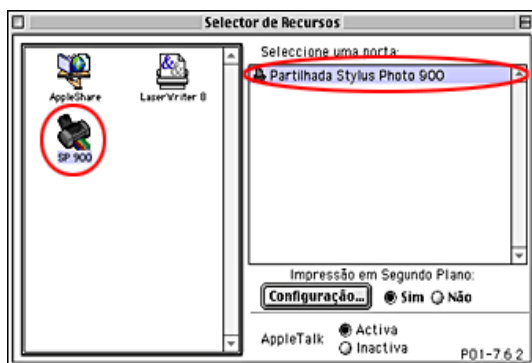 Selector de Recursos
AppleShare
LaserWriter 8
SP 900
Seleccione uma porta:
Partilhada Stylus Photo 900
Impressão em Segundo Plano:
Configuração... Sim Não
AppleTalk Activa
Inactiva
P01-7.6.2